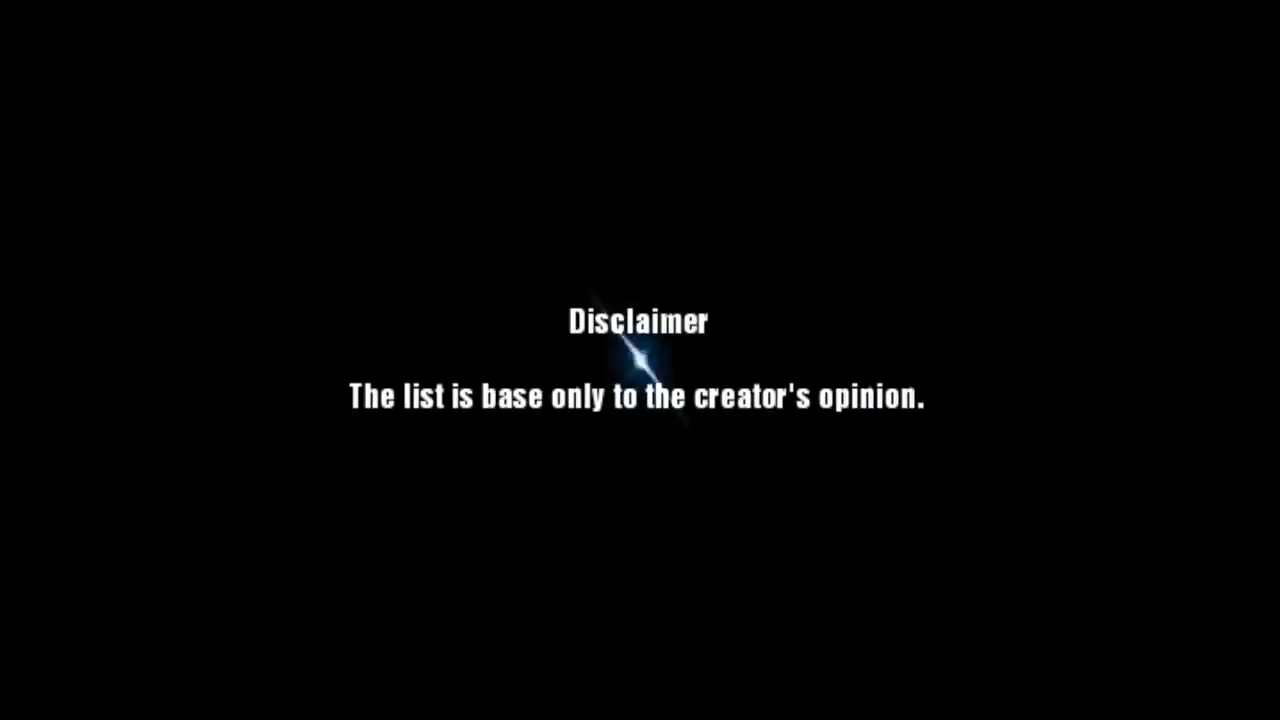 Disclaimer
The list is base only to the creator's opinion.